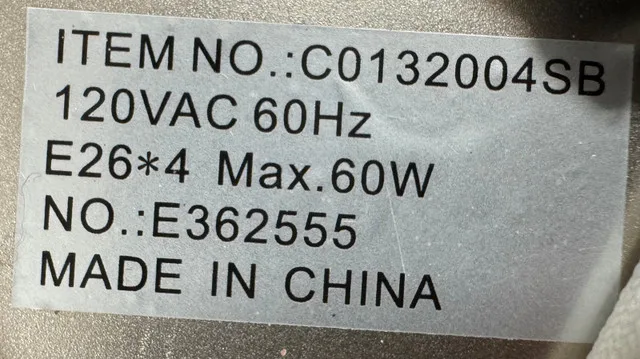 ITEM NO.:C0132004SB
120VAC 60Hz
E26*4 Max.60W
NO.:E362555
MADE IN CHINA